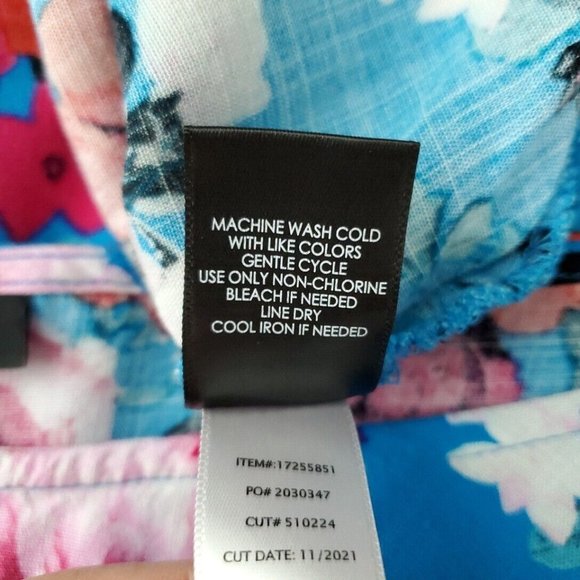 MACHINE WASH COLD
WITH LIKE COLORS
GENTLE CYCLE
USE ONLY NON-CHLORINE
BLEACH IF NEEDED
LINE DRY
COOL IRON IF NEEDED
ITEM#:17255851
PO# 2030347
CUT# 510224
CUT DATE: 11/2021